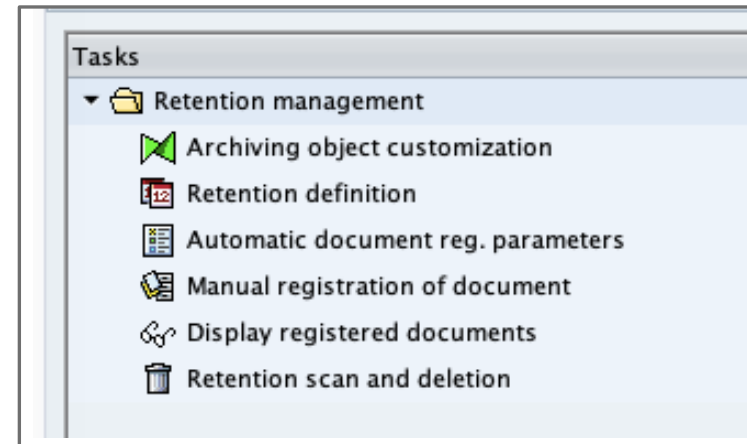 Tasks
Retention management
Archiving object customization
Retention definition
12
Automatic document reg. parameters
Manual registration of document
Display registered documents
Retention scan and deletion